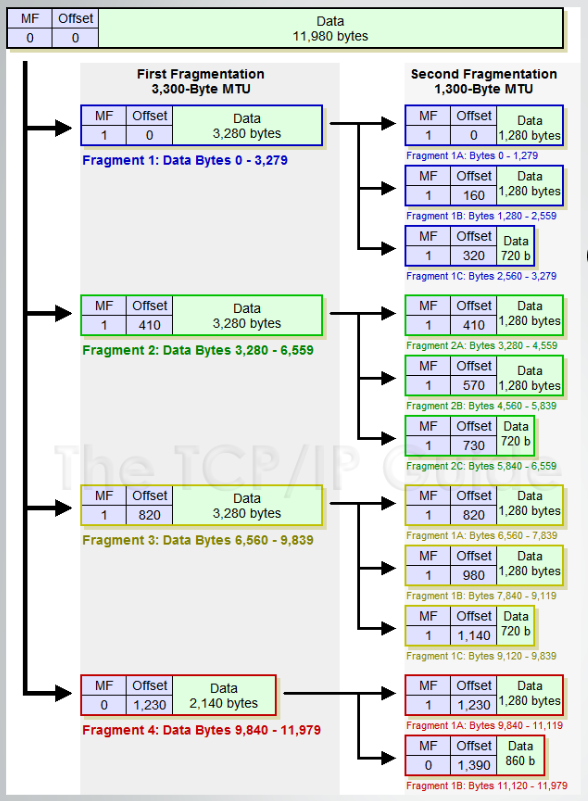 MF Offset Data
0 0 11,980 bytes
First Fragmentation
3,300-Byte MTU
Second Fragmentation
1,300-Byte MTU
MF Offset Data
1 0 3,280 bytes
Fragment 1: Data Bytes 0 - 3,279
MF Offset Data
1 0 1,280 bytes
Fragment 1A: Bytes 0 - 1,279
MF Offset Data
1 160 1,280 bytes
Fragment 1B: Bytes 1,280 - 2,559
MF Offset Data
1 320 720 b
Fragment 1C: Bytes 2,560 - 3,279
MF Offset Data
1 410 3,280 bytes
Fragment 2: Data Bytes 3,280 - 6,559
MF Offset Data
1 410 1,280 bytes
Fragment 2A: Bytes 3,280 - 4,559
MF Offset Data
1 570 1,280 bytes
Fragment 2B: Bytes 4,560 - 5,839
MF Offset Data
1 730 720 b
Fragment 2C: Bytes 5,840 - 6,559
The TCP/IP Guide
MF Offset Data
1 820 3,280 bytes
Fragment 3: Data Bytes 6,560 - 9,839
MF Offset Data
1 820 1,280 bytes
Fragment 1A: Bytes 6,560 - 7,839
MF Offset Data
1 980 1,280 bytes
Fragment 1B: Bytes 7,840 - 9,119
MF Offset Data
1 1,140 720 b
Fragment 1C: Bytes 9,120 - 9,839
MF Offset Data
0 1,230 2,140 bytes
Fragment 4: Data Bytes 9,840 - 11,979
MF Offset Data
1 1,230 1,280 bytes
Fragment 1A: Bytes 9,840 - 11,119
MF Offset Data
0 1,390 860 b
Fragment 1B: Bytes 11,120 - 11,979